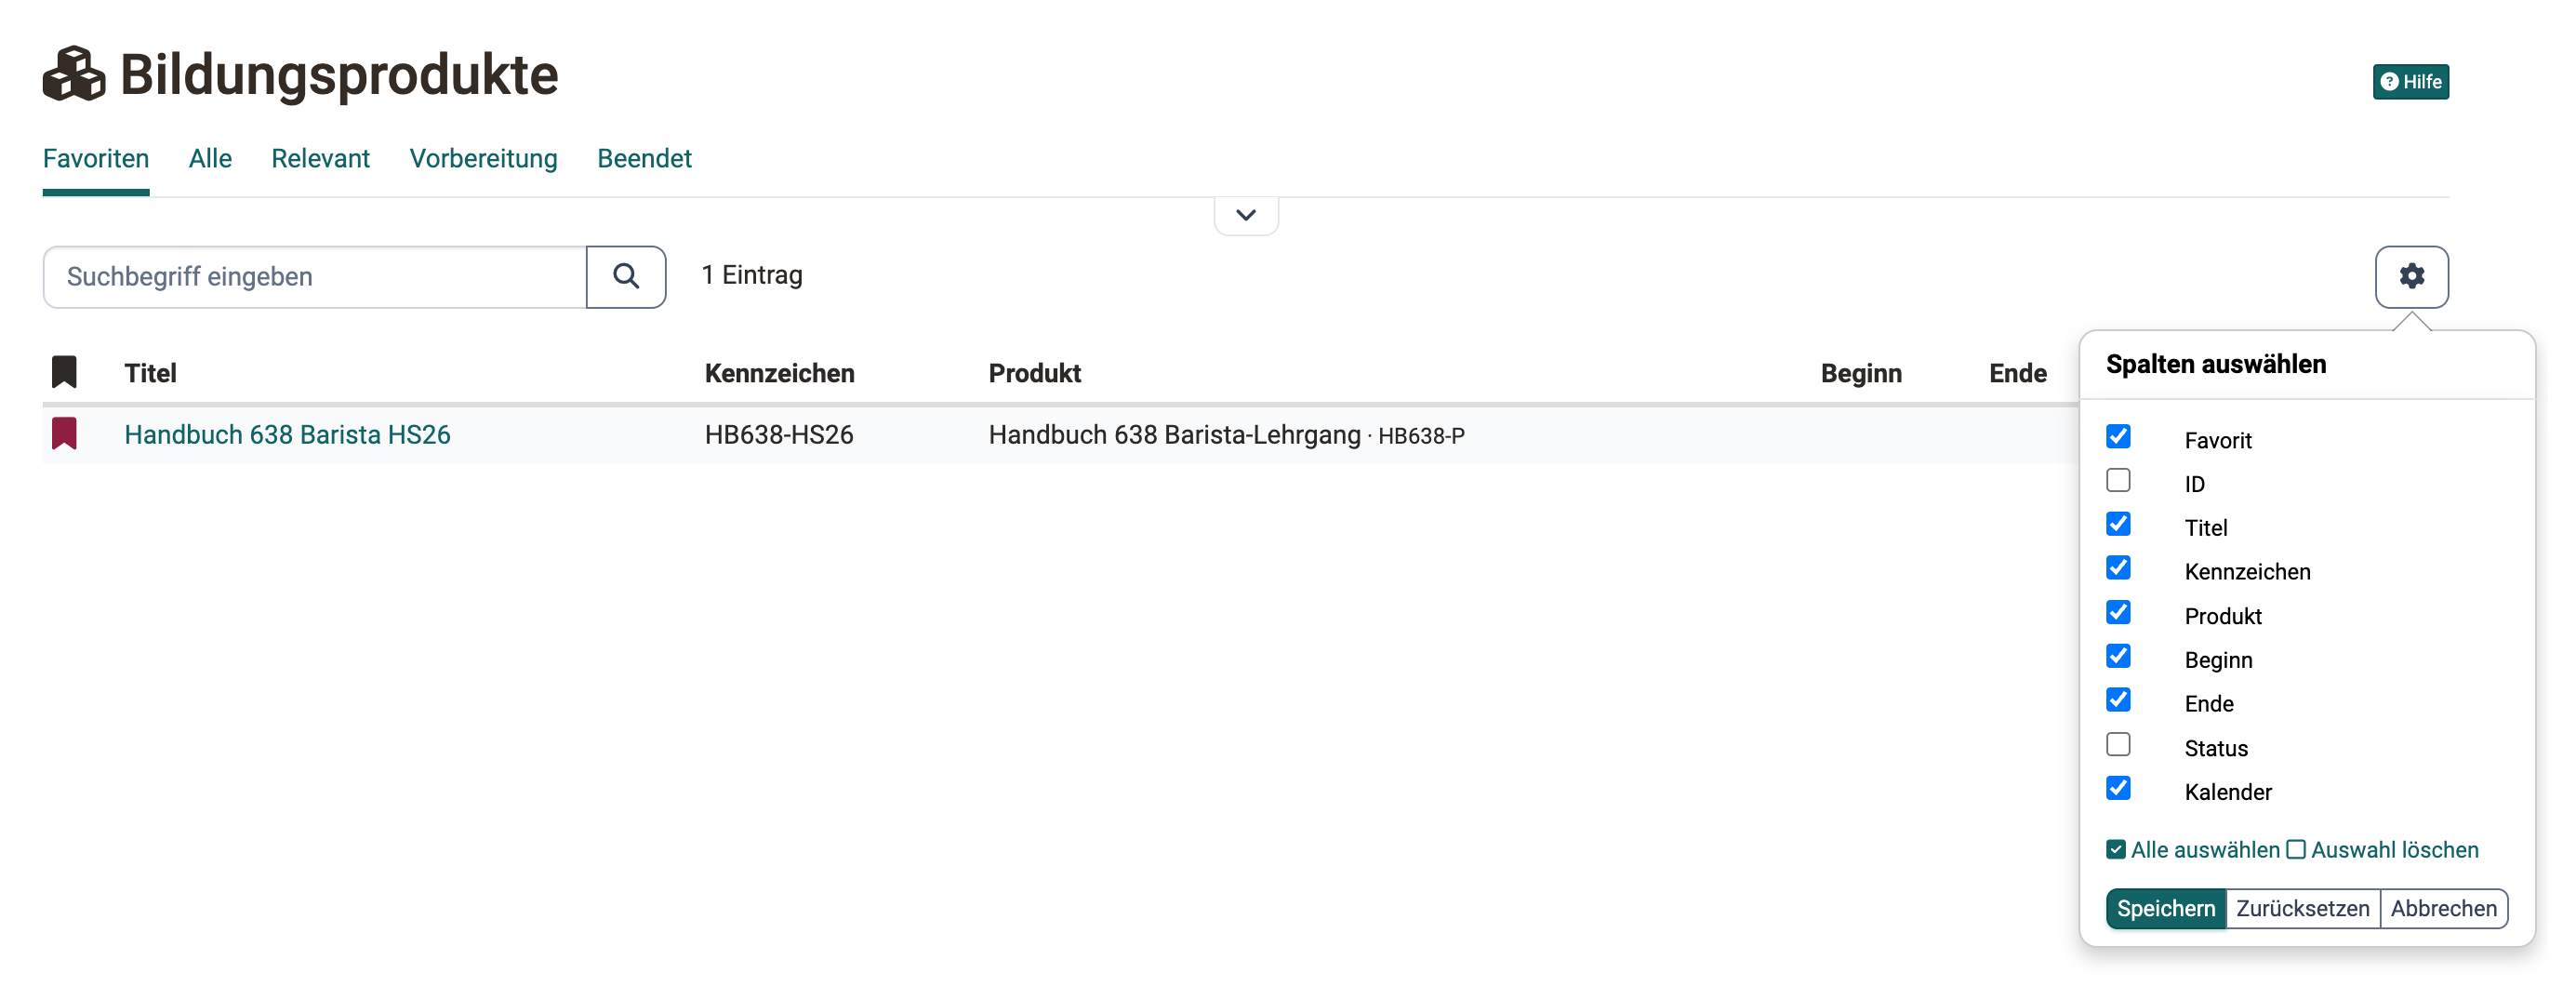 Bildungsprodukte
Hilfe
Favoriten Alle Relevant Vorbereitung Beendet
Suchbegriff eingeben 1 Eintrag
Titel Kennzeichen Produkt Beginn Ende
Handbuch 638 Barista HS26 HB638-HS26 Handbuch 638 Barista-Lehrgang · HB638-P
Spalten auswählen
Favorit
ID
Titel
Kennzeichen
Produkt
Beginn
Ende
Status
Kalender
Alle auswählen Auswahl löschen
Speichern Zurücksetzen Abbrechen